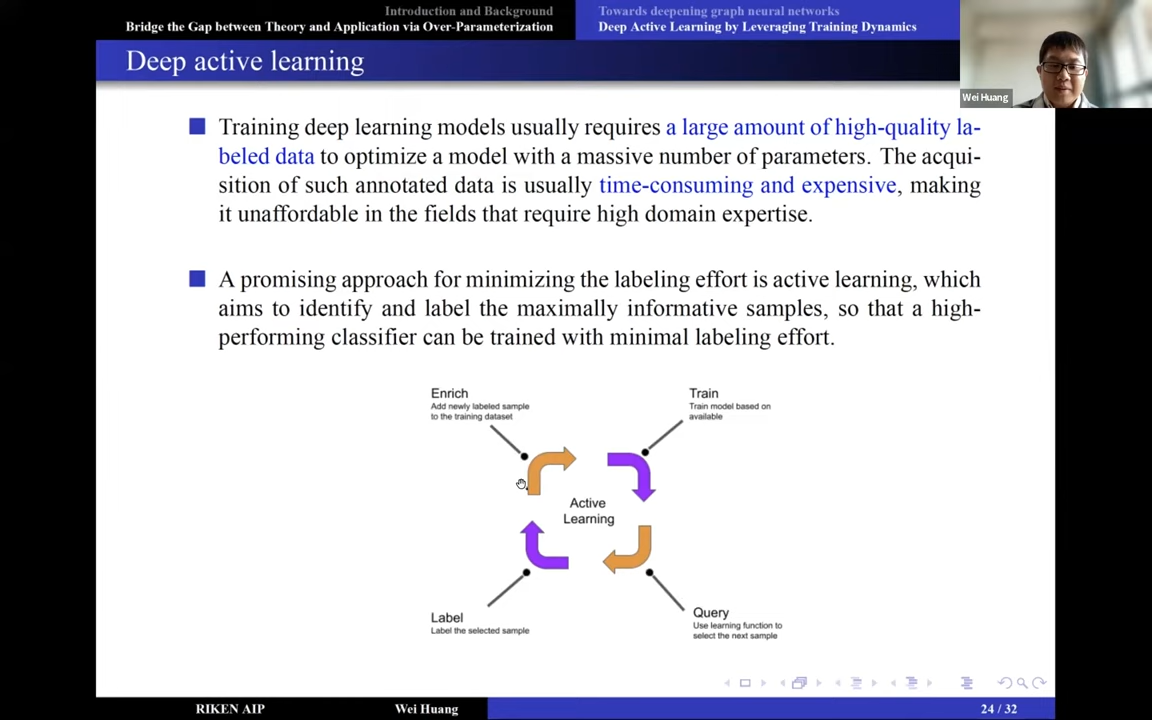 Introduction and Background
Bridge the Gap between Theory and Application via Over-Parameterization
Towards deepening graph neural networks
Deep Active Learning by Leveraging Training Dynamics
Deep active learning
Wei Huang
Training deep learning models usually requires a large amount of high-quality la-
beled data to optimize a model with a massive number of parameters. The acqui-
sition of such annotated data is usually time-consuming and expensive, making
it unaffordable in the fields that require high domain expertise.
A promising approach for minimizing the labeling effort is active learning, which
aims to identify and label the maximally informative samples, so that a high-
performing classifier can be trained with minimal labeling effort.
Enrich
Add newly labeled sample
to the training dataset
Train
Train model based on
available
Active
Learning
Label
Label the selected sample
Query
Use learning function to
select the next sample
RIKEN AIP
Wei Huang
24 / 32